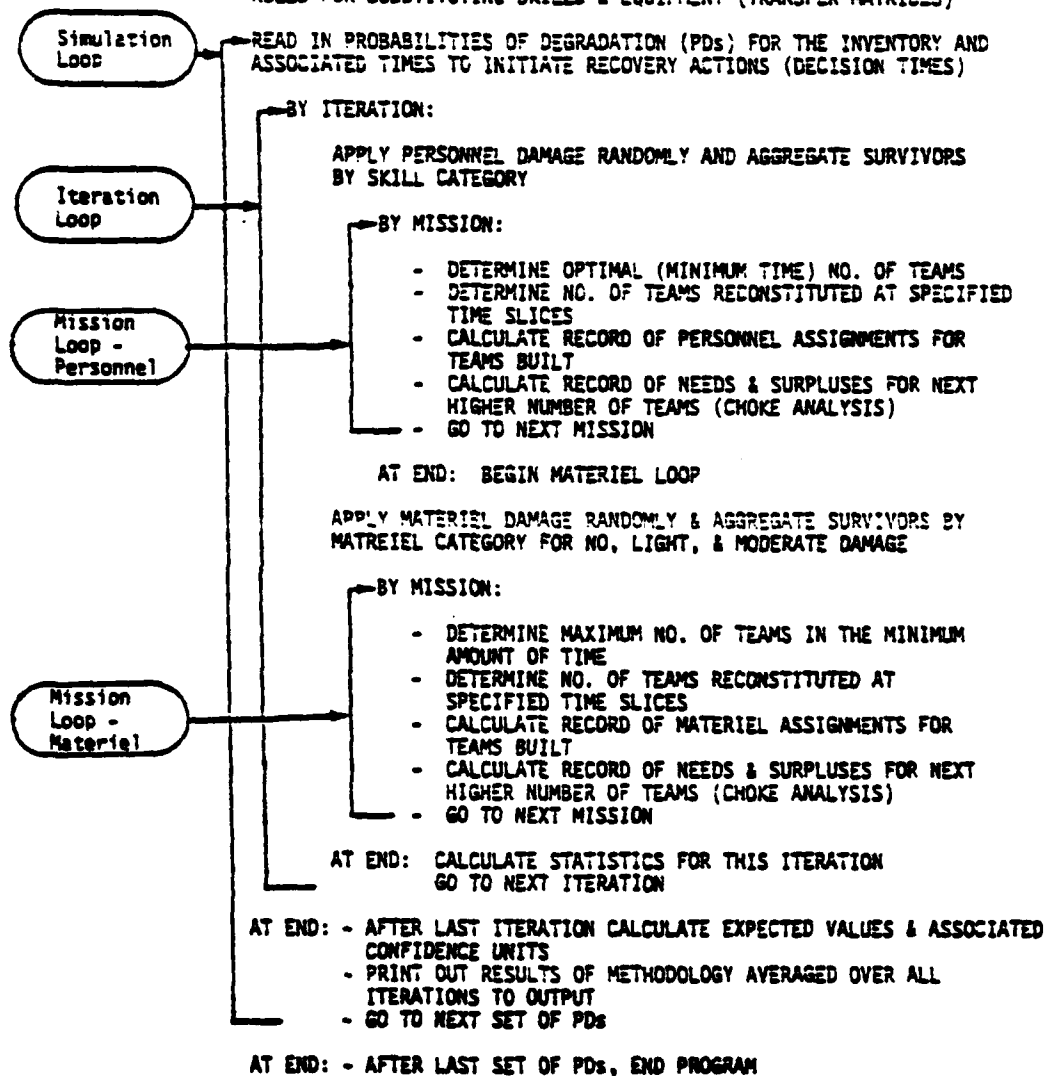 RULES FOR SUBSTITUTING SKILLS & EQUIPMENT (TRANSFER MATRICES)
Simulation
Loop
READ IN PROBABILITIES OF DEGRADATION (PDs) FOR THE INVENTORY AND
ASSOCIATED TIMES TO INITIATE RECOVERY ACTIONS (DECISION TIMES)
BY ITERATION:
APPLY PERSONNEL DAMAGE RANDOMLY AND AGGREGATE SURVIVORS
BY SKILL CATEGORY
Iteration
Loop
BY MISSION:
- DETERMINE OPTIMAL (MINIMUM TIME) NO. OF TEAMS
- DETERMINE NO. OF TEAMS RECONSTITUTED AT SPECIFIED
TIME SLICES
Mission
Loop -
Personnel
- CALCULATE RECORD OF PERSONNEL ASSIGNMENTS FOR
TEAMS BUILT
- CALCULATE RECORD OF NEEDS & SURPLUSES FOR NEXT
HIGHER NUMBER OF TEAMS (CHOKE ANALYSIS)
- GO TO NEXT MISSION
AT END: BEGIN MATERIEL LOOP
APPLY MATERIEL DAMAGE RANDOMLY & AGGREGATE SURVIVORS BY
MATREIEL CATEGORY FOR NO, LIGHT, & MODERATE DAMAGE
BY MISSION:
- DETERMINE MAXIMUM NO. OF TEAMS IN THE MINIMUM
AMOUNT OF TIME
- DETERMINE NO. OF TEAMS RECONSTITUTED AT
SPECIFIED TIME SLICES
Mission
Loop -
Materiel
- CALCULATE RECORD OF MATERIEL ASSIGNMENTS FOR
TEAMS BUILT
- CALCULATE RECORD OF NEEDS & SURPLUSES FOR NEXT
HIGHER NUMBER OF TEAMS (CHOKE ANALYSIS)
- GO TO NEXT MISSION
AT END: CALCULATE STATISTICS FOR THIS ITERATION
GO TO NEXT ITERATION
AT END: - AFTER LAST ITERATION CALCULATE EXPECTED VALUES & ASSOCIATED
CONFIDENCE UNITS
- PRINT OUT RESULTS OF METHODOLOGY AVERAGED OVER ALL
ITERATIONS TO OUTPUT
- GO TO NEXT SET OF PDs
AT END: - AFTER LAST SET OF PDs, END PROGRAM